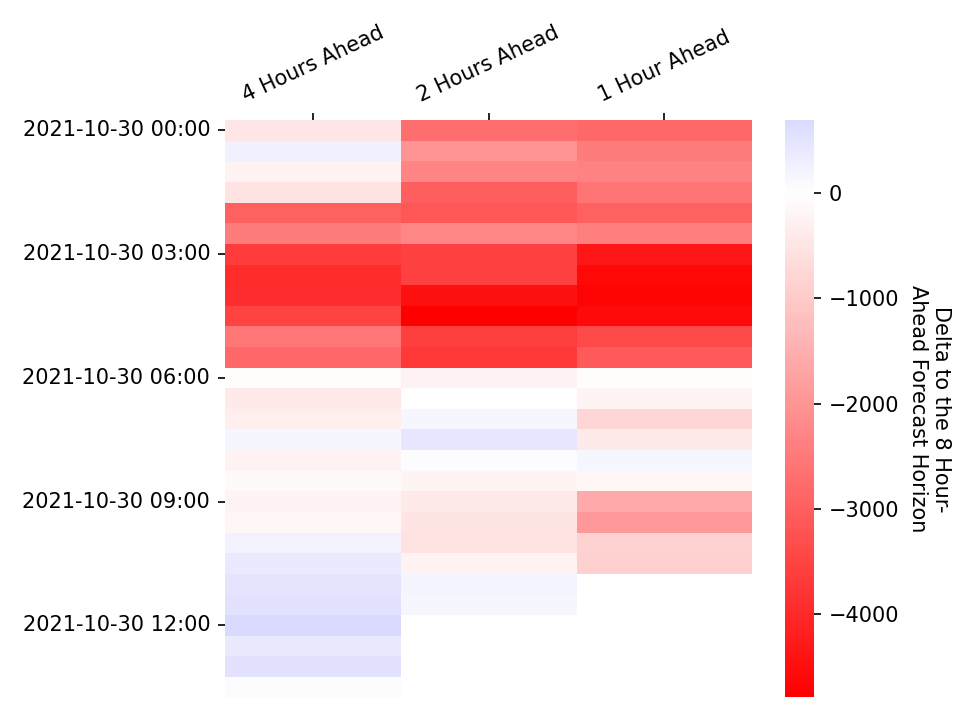 4 Hours Ahead
2 Hours Ahead
1 Hour Ahead
2021-10-30 00:00
2021-10-30 03:00
2021-10-30 06:00
2021-10-30 09:00
2021-10-30 12:00
0
−1000
−2000
−3000
−4000
Delta to the 8 Hour-
Ahead Forecast Horizon